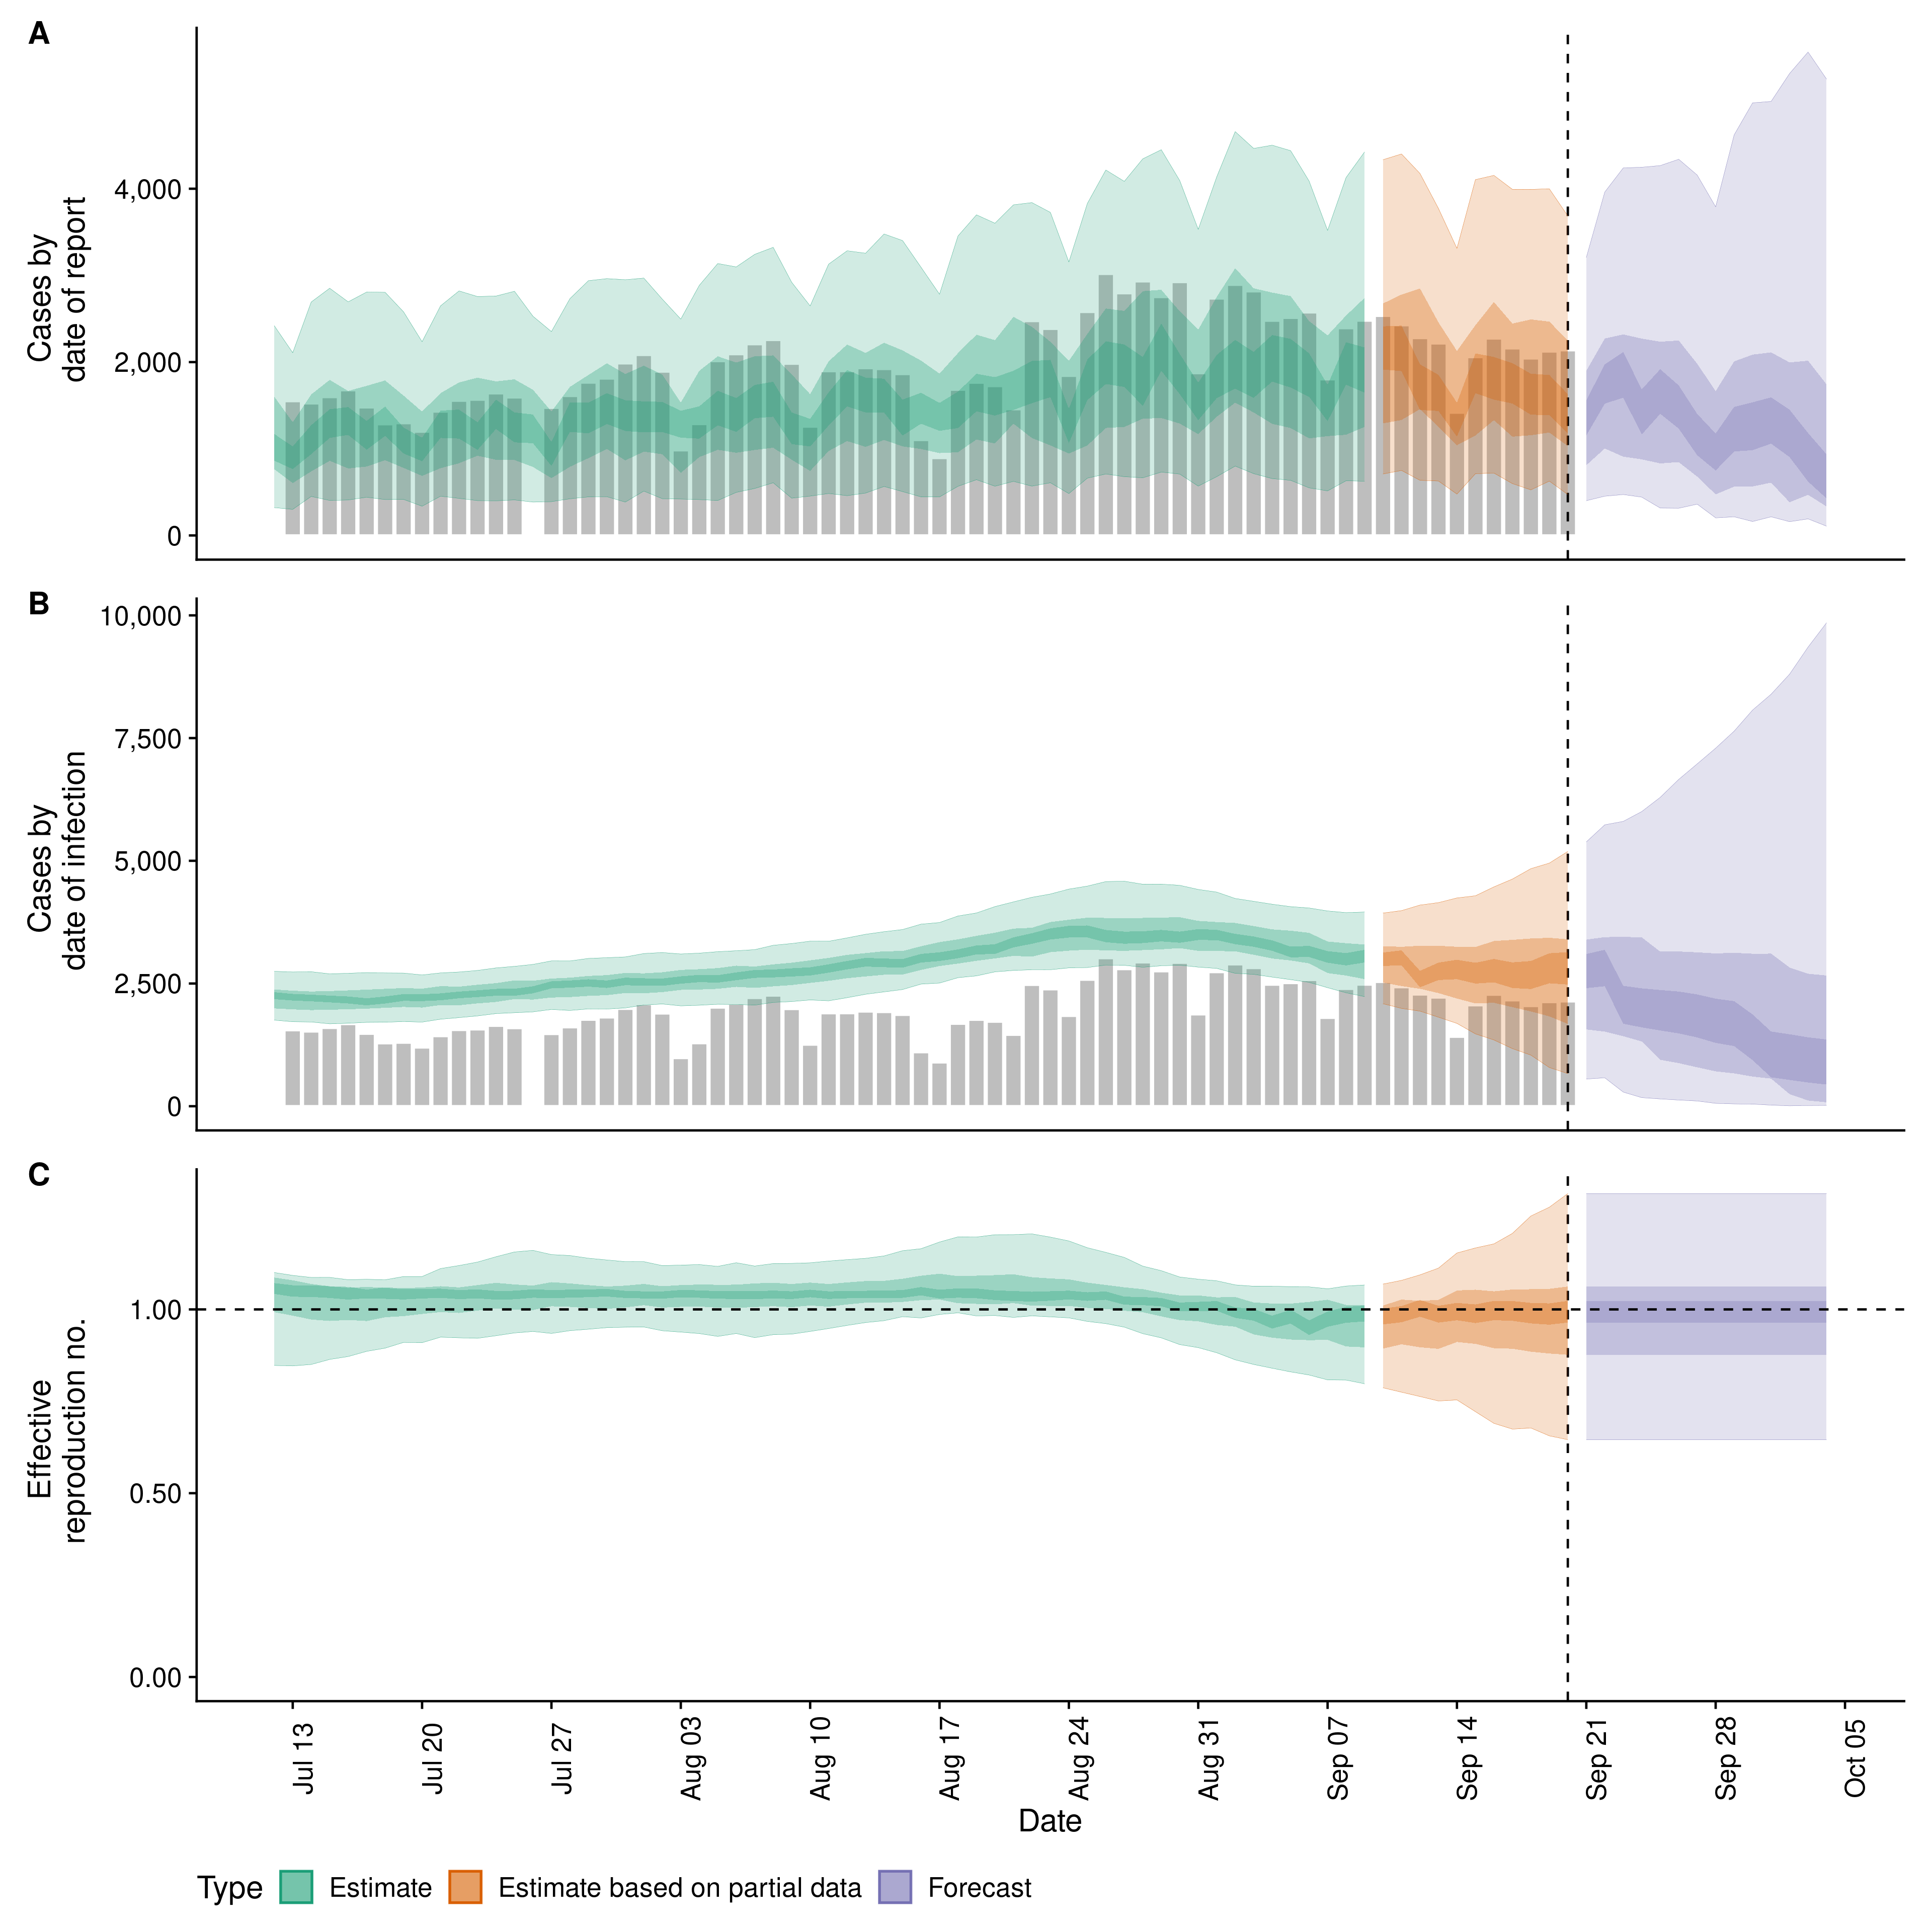 A
Cases by
date of report
4,000
2,000
0
B
Cases by
date of infection
10,000
7,500
5,000
2,500
0
C
Effective
reproduction no.
1.00
0.50
0.00
Jul 13
Jul 20
Jul 27
Aug 03
Aug 10
Aug 17
Aug 24
Aug 31
Sep 07
Sep 14
Sep 21
Sep 28
Oct 05
Date
Type Estimate Estimate based on partial data Forecast